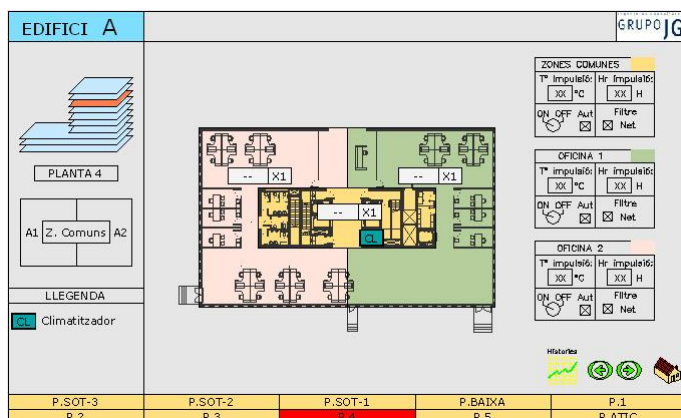 EDIFICI A
GRUPO JG
PLANTA 4
A1 Z. Comuns A2
LLEGENDA
CL Climatitzador
-- X1
-- X1
-- X1
CL
ZONES COMUNES
Tª impulsió: Hr impulsió:
XX ºC XX H
ON OFF Aut Filtre
Net
OFICINA 1
Tª impulsió: Hr impulsió:
XX ºC XX H
ON OFF Aut Filtre
Net
OFICINA 2
Tª impulsió: Hr impulsió:
XX ºC XX H
ON OFF Aut Filtre
Net
Històrics
P.SOT-3 P.SOT-2 P.SOT-1 P.BAIXA P.1
P.2 P.3 P.4 P.5 P.ATIC